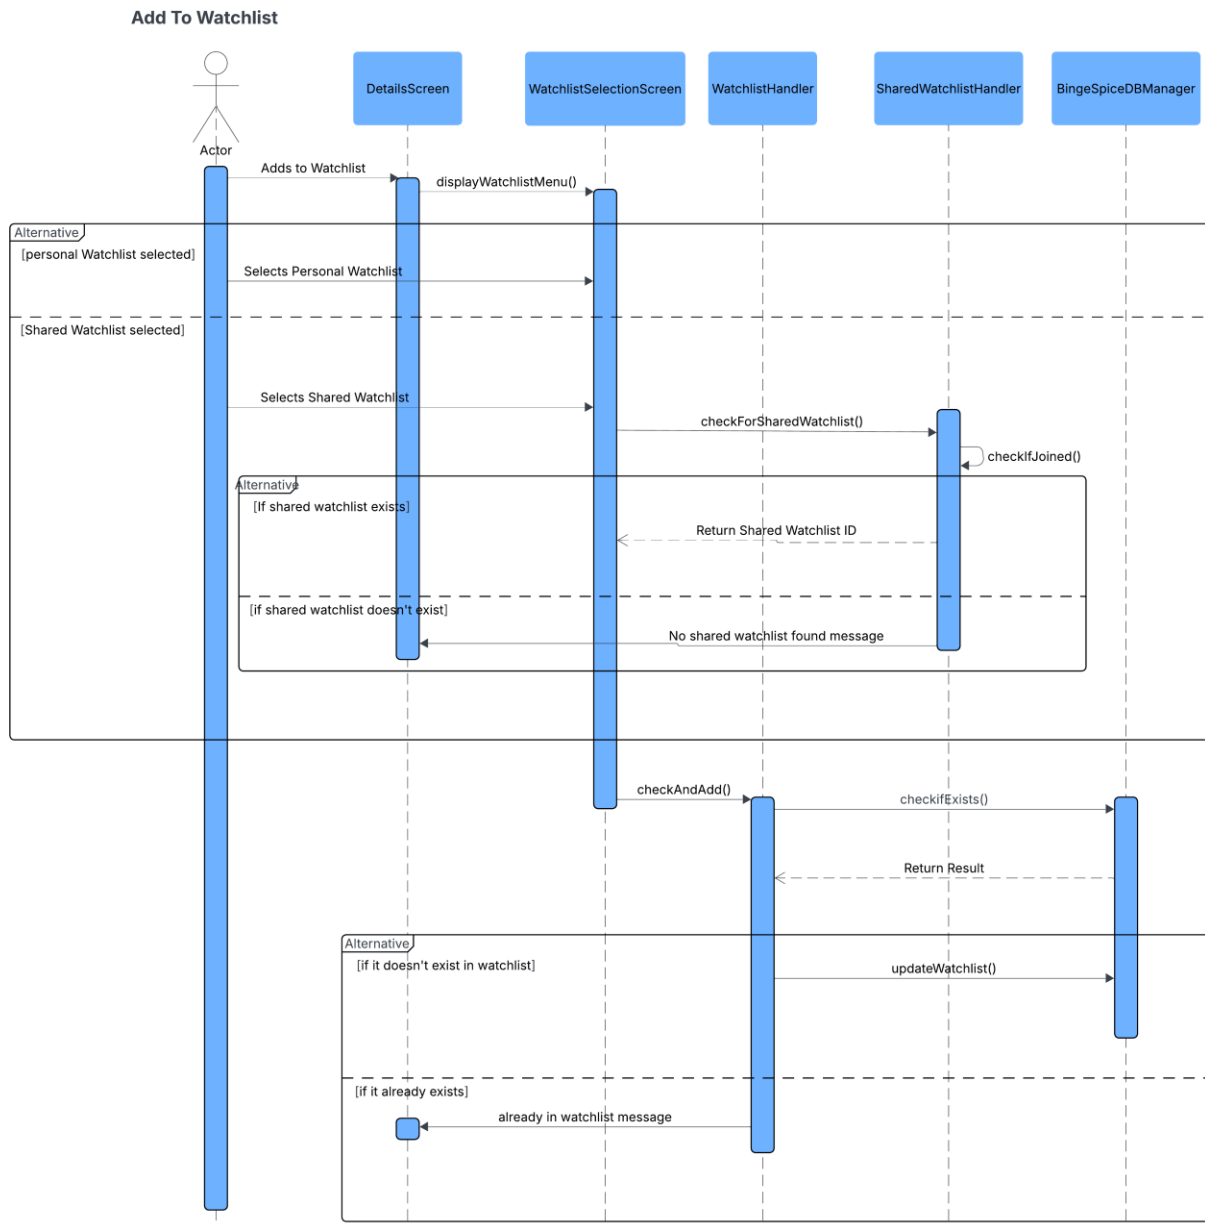 Add To Watchlist
Actor
DetailsScreen
WatchlistSelectionScreen
WatchlistHandler
SharedWatchlistHandler
BingeSpiceDBManager
Adds to Watchlist
displayWatchlistMenu()
Alternative
[personal Watchlist selected]
Selects Personal Watchlist
[Shared Watchlist selected]
Selects Shared Watchlist
checkForSharedWatchlist()
checkIfJoined()
Alternative
[If shared watchlist exists]
Return Shared Watchlist ID
[if shared watchlist doesn't exist]
No shared watchlist found message
checkAndAdd()
checkifExists()
Return Result
Alternative
[if it doesn't exist in watchlist]
updateWatchlist()
[if it already exists]
already in watchlist message